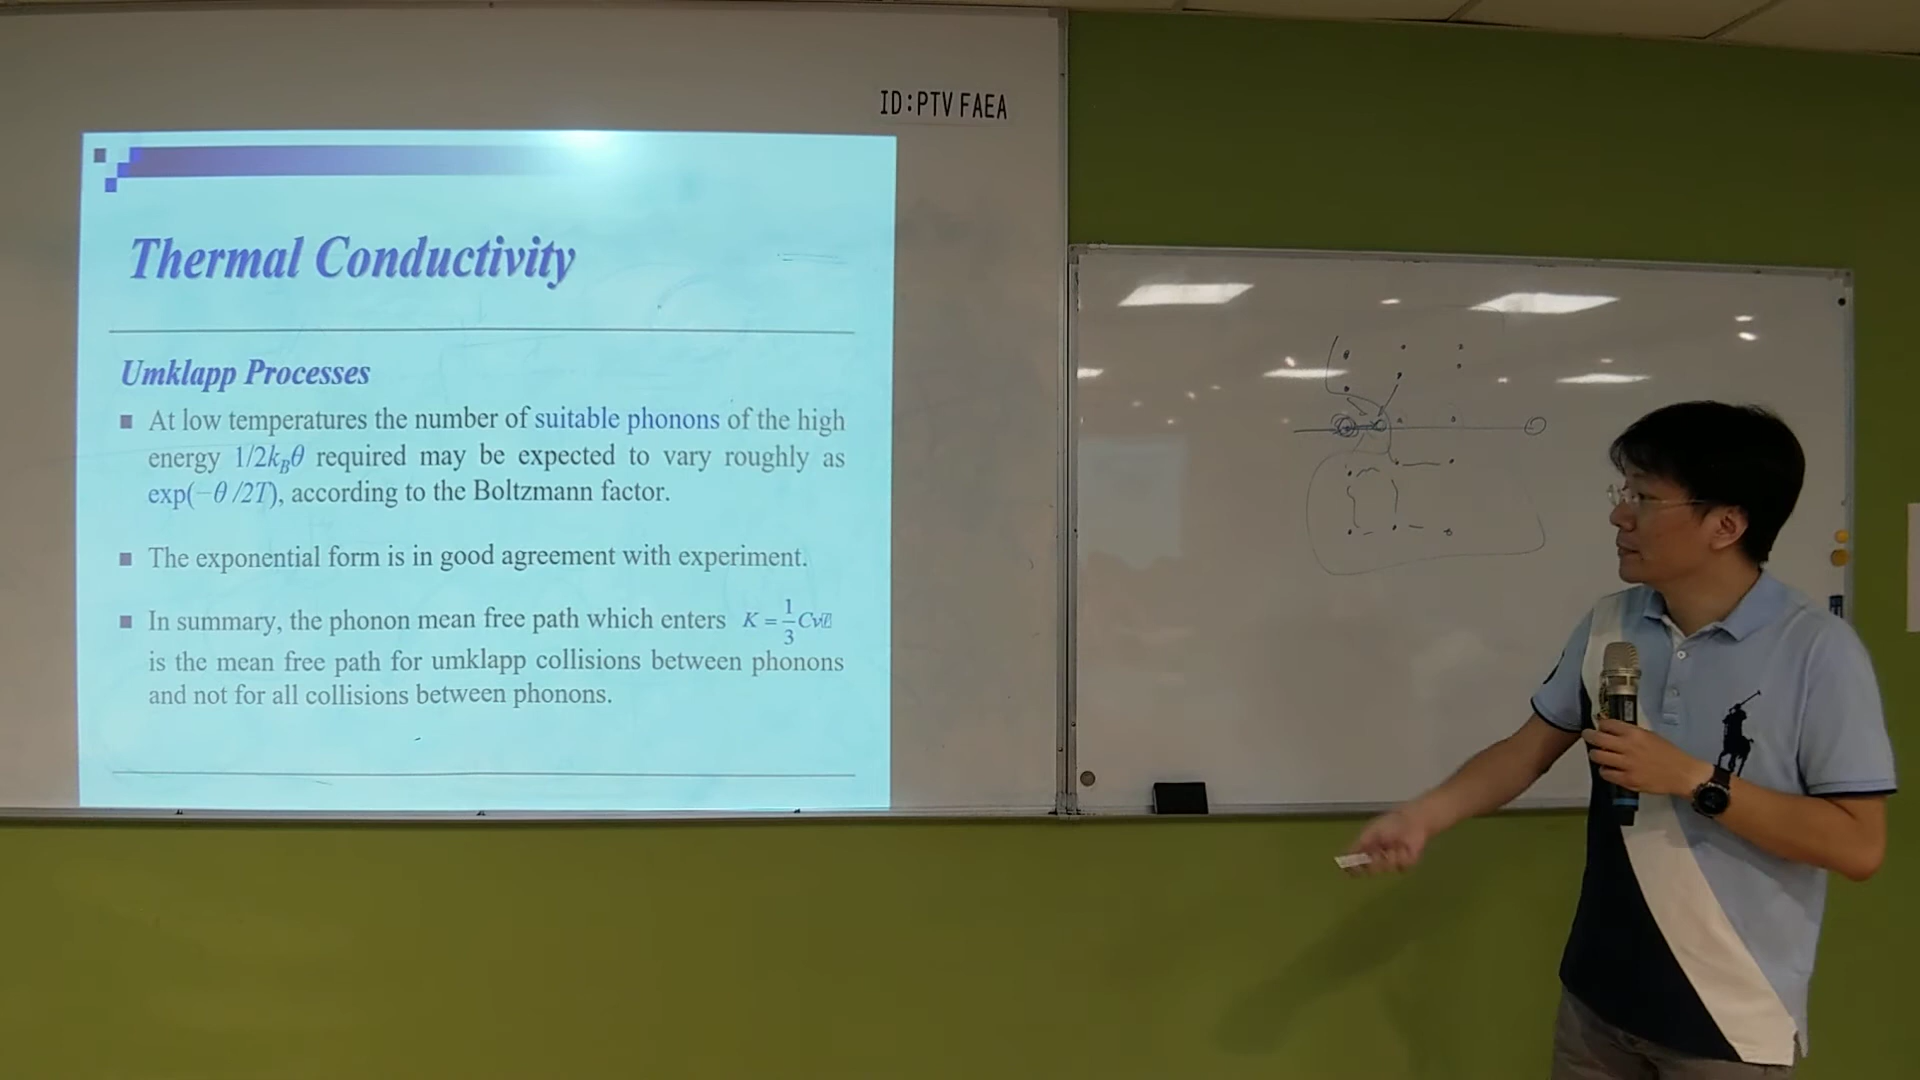 ID:PTV FAEA
Thermal Conductivity
Umklapp Processes
■ At low temperatures the number of suitable phonons of the high
energy 1/2k_Bθ required may be expected to vary roughly as
exp(−θ/2T), according to the Boltzmann factor.
■ The exponential form is in good agreement with experiment.
■ In summary, the phonon mean free path which enters K = 1/3 Cv
is the mean free path for umklapp collisions between phonons
and not for all collisions between phonons.